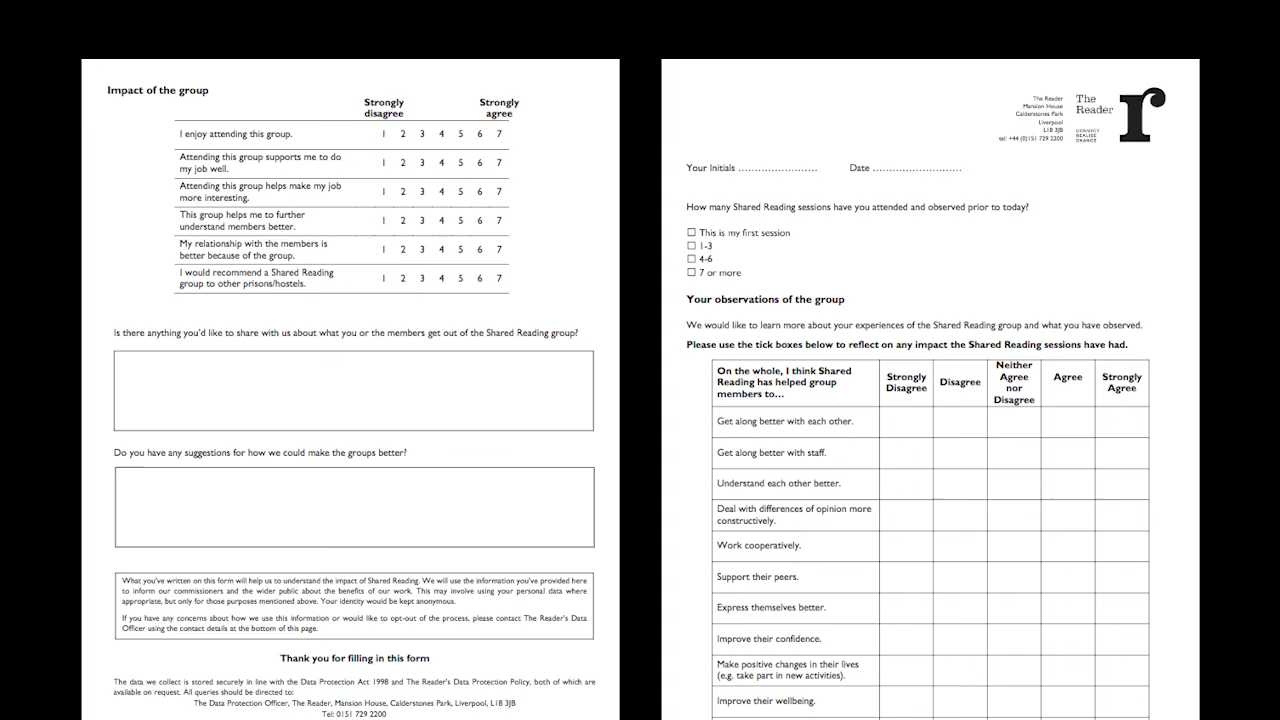 Impact of the group
Strongly disagree Strongly agree
I enjoy attending this group. 1 2 3 4 5 6 7
Attending this group supports me to do
my job well. 1 2 3 4 5 6 7
Attending this group helps make my job
more interesting. 1 2 3 4 5 6 7
This group helps me to further
understand members better. 1 2 3 4 5 6 7
My relationship with the members is
better because of the group. 1 2 3 4 5 6 7
I would recommend a Shared Reading
group to other prisons/hostels. 1 2 3 4 5 6 7
Is there anything you'd like to share with us about what you or the members get out of the Shared Reading group?
Do you have any suggestions for how we could make the groups better?
What you've written on this form will help us to understand the impact of Shared Reading. We will use the information you've provided here
to inform our commissioners and the wider public about the benefits of our work. This may involve using your personal data where
appropriate, but only for those purposes mentioned above. Your identity would be kept anonymous.
If you have any concerns about how we use this information or would like to opt-out of the process, please contact The Reader's Data
Officer using the contact details at the bottom of this page.
Thank you for filling in this form
The data we collect is stored securely in line with the Data Protection Act 1998 and The Reader's Data Protection Policy, both of which are
available on request. All queries should be directed to:
The Data Protection Officer, The Reader, Mansion House, Calderstones Park, Liverpool, L18 3JB
Tel: 0151 729 2200
The Reader
Mansion House
Calderstones Park
Liverpool
L18 3JB
tel: +44 (0)151 729 2200
The
Reader
CONNECT
REALISE
CHANGE
r
Your Initials ........................ Date ...........................
How many Shared Reading sessions have you attended and observed prior to today?
☐ This is my first session
☐ 1-3
☐ 4-6
☐ 7 or more
Your observations of the group
We would like to learn more about your experiences of the Shared Reading group and what you have observed.
Please use the tick boxes below to reflect on any impact the Shared Reading sessions have had.
On the whole, I think Shared
Reading has helped group
members to...
Strongly Disagree
Disagree
Neither Agree nor Disagree
Agree
Strongly Agree
Get along better with each other.
Get along better with staff.
Understand each other better.
Deal with differences of opinion more
constructively.
Work cooperatively.
Support their peers.
Express themselves better.
Improve their confidence.
Make positive changes in their lives
(e.g. take part in new activities).
Improve their wellbeing.